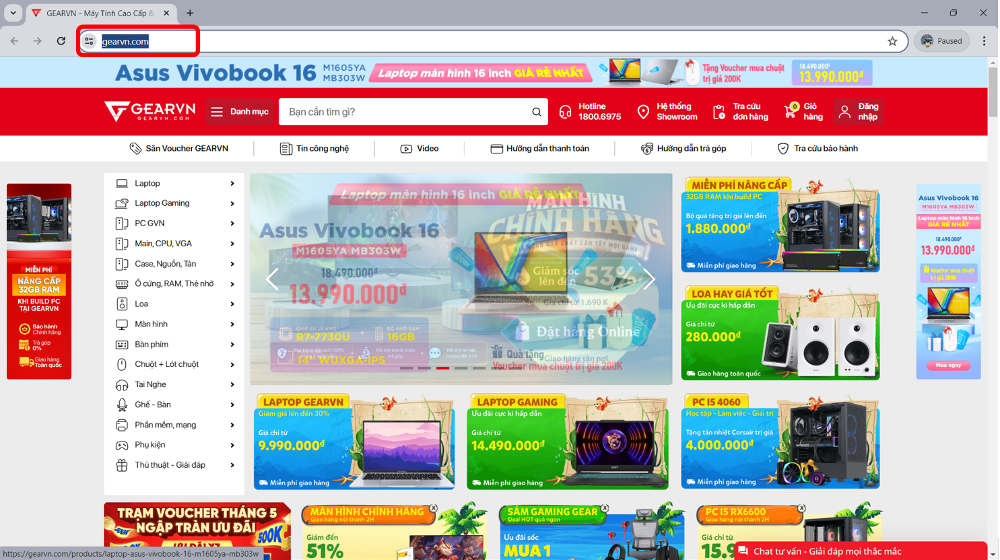 GEARVN - Máy Tính Cao Cấp &
gearvn.com
Paused
Asus Vivobook 16
M1605YA
MB303W
Laptop màn hình 16 inch GIÁ RẺ NHẤT
Tặng Voucher mua chuột
trị giá 200K
18.490.000đ
13.990.000đ
GEARVN
GEARVN.COM
Danh mục
Bạn cần tìm gì?
Hotline
1800.6975
Hệ thống
Showroom
Tra cứu
đơn hàng
0
Giỏ
hàng
Đăng
nhập
Săn Voucher GEARVN
Tin công nghệ
Video
Hướng dẫn thanh toán
Hướng dẫn trả góp
Tra cứu bảo hành
MIỄN PHÍ
NÂNG CẤP
32GB RAM
KHI BUILD PC
TẠI GEARVN
Bảo hành
Chính hãng
Trả góp
0%
Giao hàng
Toàn quốc
Laptop
Laptop Gaming
PC GVN
Main, CPU, VGA
Case, Nguồn, Tản
Ổ cứng, RAM, Thẻ nhớ
Loa
Màn hình
Bàn phím
Chuột + Lót chuột
Tai Nghe
Ghế - Bàn
Phần mềm, mạng
Phụ kiện
Thủ thuật - Giải đáp
Laptop màn hình 16 inch GIÁ RẺ NHẤT
MÀN HÌNH
CHÍNH HÃNG
Asus Vivobook 16
M1605YA MB303W
18.490.000đ
13.990.000đ
200K
Giảm sốc
lên đến 53%
Giá chỉ từ 1.690 K
CHIP XỬ LÝ AMD
R7-7730U
BỘ NHỚ RAM
16GB
14" WUXGA-IPS
Đặt hàng Online
Quà tặng
Giao hàng tận nơi
Voucher mua chuột trị giá 200K
MIỄN PHÍ NÂNG CẤP
32GB RAM khi build PC
Bộ quà tặng trị giá lên đến
1.880.000đ
Miễn phí giao hàng
LOA HAY GIÁ TỐT
Ưu đãi cực kì hấp dẫn
Giá chỉ từ
280.000đ
Giao hàng toàn quốc
Asus Vivobook 16
M1605YA MB303W
Laptop màn hình 16 inch
GIÁ RẺ NHẤT
18.490.000đ
13.990.000đ
Voucher mua chuột
trị giá 200K
Mua ngay
LAPTOP GEARVN
Giảm giá lên đến 30%
Giá chỉ từ
9.990.000đ
Miễn phí giao hàng
LAPTOP GAMING
Ưu đãi cực kì hấp dẫn
Giá chỉ từ
14.490.000đ
Miễn phí giao hàng
PC I5 4060
Học tập - Làm việc - Giải trí
Tặng tản nhiệt Corsair trị giá
4.000.000đ
Miễn phí giao hàng
TRẠM VOUCHER THÁNG 5
NGẬP TRÀN ƯU ĐÃI
500K
MÀN HÌNH CHÍNH HÃNG
Giao hàng nội thành 2H
Giảm đến
51%
SẮM GAMING GEAR
Deal HOT quá ngon
Ưu đãi sốc
MUA 1
PC I5 RX6600
Giao hàng nội thành 2H
Giá chỉ từ
15.9
Chat tư vấn - Giải đáp mọi thắc mắc
https://gearvn.com/products/laptop-asus-vivobook-16-m1605ya-mb303w